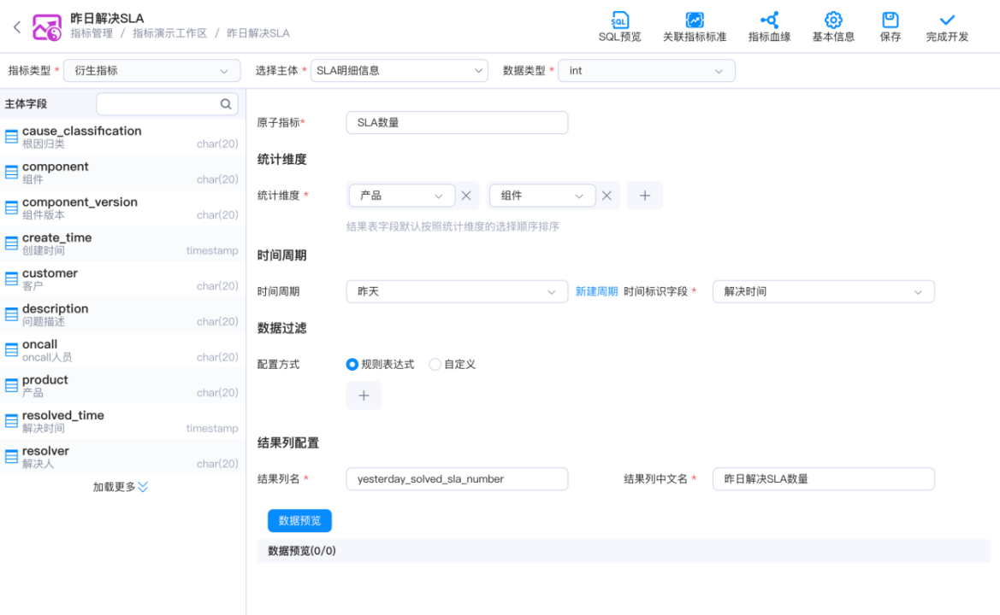 昨日解决SLA
指标管理 / 指标演示工作区 / 昨日解决SLA
SQL
SQL预览
关联指标标准
指标血缘
基本信息
保存
完成开发
指标类型 * 衍生指标
选择主体 * SLA明细信息
数据类型 * int
主体字段
cause_classification
根因归类 char(20)
component
组件 char(20)
component_version
组件版本 char(20)
create_time
创建时间 timestamp
customer
客户 char(20)
description
问题描述 char(20)
oncall
oncall人员 char(20)
product
产品 char(20)
resolved_time
解决时间 timestamp
resolver
解决人 char(20)
加载更多
原子指标* SLA数量
统计维度
统计维度 * 产品 组件
结果表字段默认按照统计维度的选择顺序排序
时间周期
时间周期 昨天 新建周期 时间标识字段 * 解决时间
数据过滤
配置方式 规则表达式 自定义
结果列配置
结果列名 * yesterday_solved_sla_number 结果列中文名 * 昨日解决SLA数量
数据预览
数据预览(0/0)